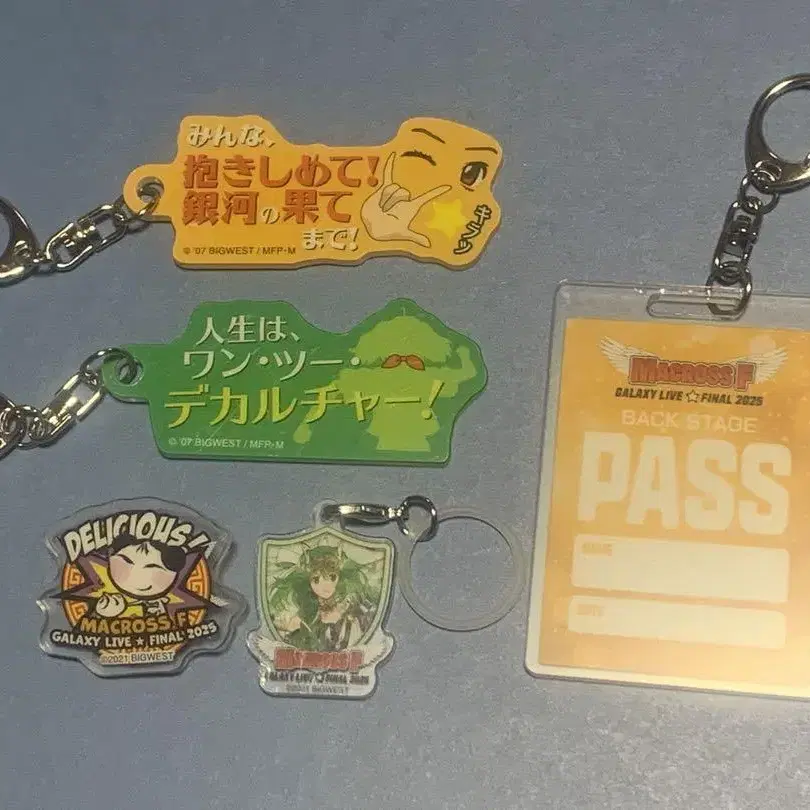 みんな、
抱きしめて!
銀河の果て
まで!
キラッ
© '07 BIGWEST / MFP・M
人生は、
ワン・ツー・
デカルチャー!
© '07 BIGWEST / MFP・M
MACROSS F
GALAXY LIVE ☆ FINAL 2025
BACK STAGE
PASS
NAME
DATE
DELICIOUS!!
MACROSS F
GALAXY LIVE ★ FINAL 2025
©2021 BIGWEST
MACROSS F
GALAXY LIVE ☆ FINAL 2025
©2021 BIGWEST